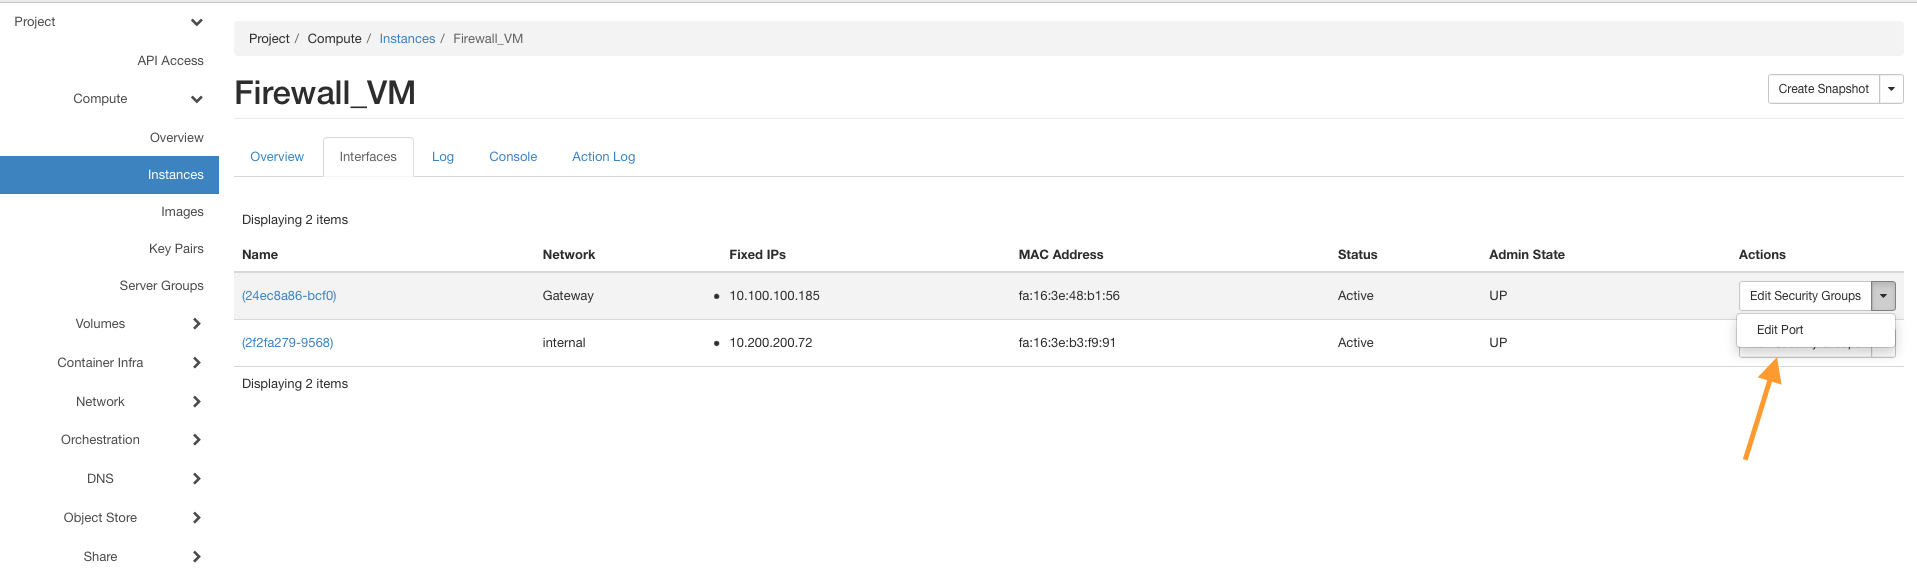 Project
API Access
Compute
Overview
Instances
Images
Key Pairs
Server Groups
Volumes
Container Infra
Network
Orchestration
DNS
Object Store
Share
Project / Compute / Instances / Firewall_VM
Firewall_VM
Create Snapshot
Overview Interfaces Log Console Action Log
Displaying 2 items
Name Network Fixed IPs MAC Address Status Admin State Actions
(24ec8a86-bcf0) Gateway • 10.100.100.185 fa:16:3e:48:b1:56 Active UP Edit Security Groups
Edit Port
(2f2fa279-9568) internal • 10.200.200.72 fa:16:3e:b3:f9:91 Active UP
Displaying 2 items